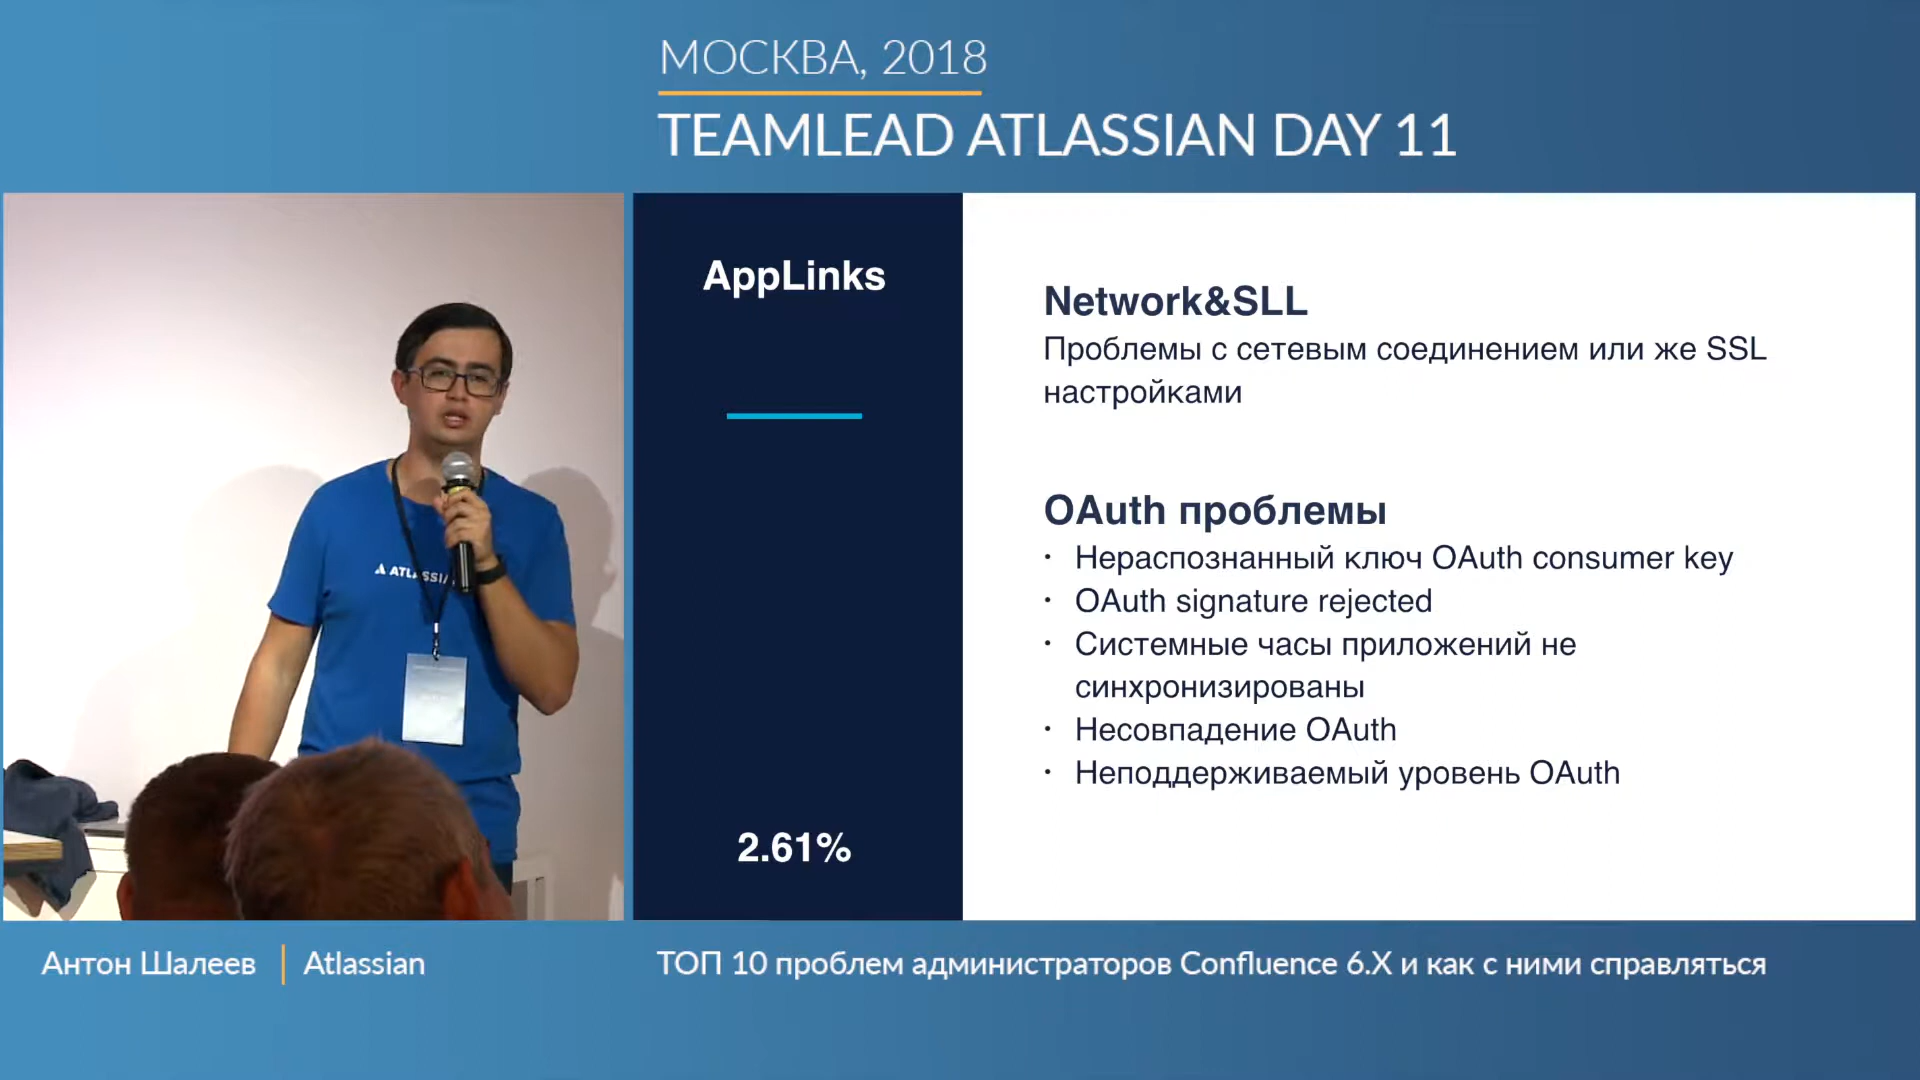 МОСКВА, 2018
TEAMLEAD ATLASSIAN DAY 11
AppLinks
2.61%
Network&SLL
Проблемы с сетевым соединением или же SSL
настройками
OAuth проблемы
• Нераспознанный ключ OAuth consumer key
• OAuth signature rejected
• Системные часы приложений не
синхронизированы
• Несовпадение OAuth
• Неподдерживаемый уровень OAuth
Антон Шалеев | Atlassian
ТОП 10 проблем администраторов Confluence 6.X и как с ними справляться